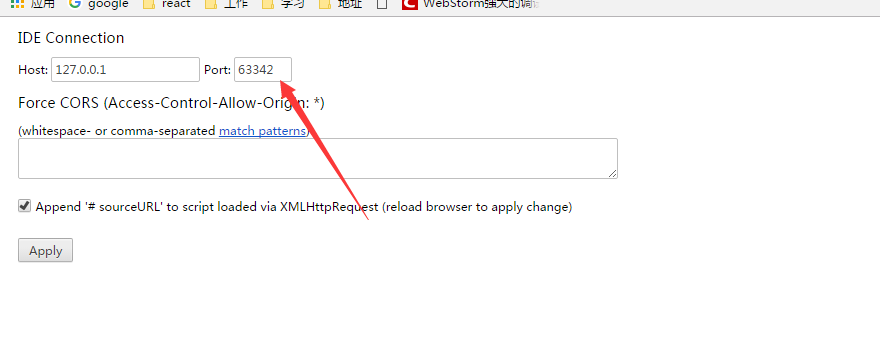 应用 google react 工作 学习 地址 WebStorm强大的调
IDE Connection
Host: 127.0.0.1 Port: 63342
Force CORS (Access-Control-Allow-Origin: *)
(whitespace- or comma-separated match patterns)
Append '# sourceURL' to script loaded via XMLHttpRequest (reload browser to apply change)
Apply